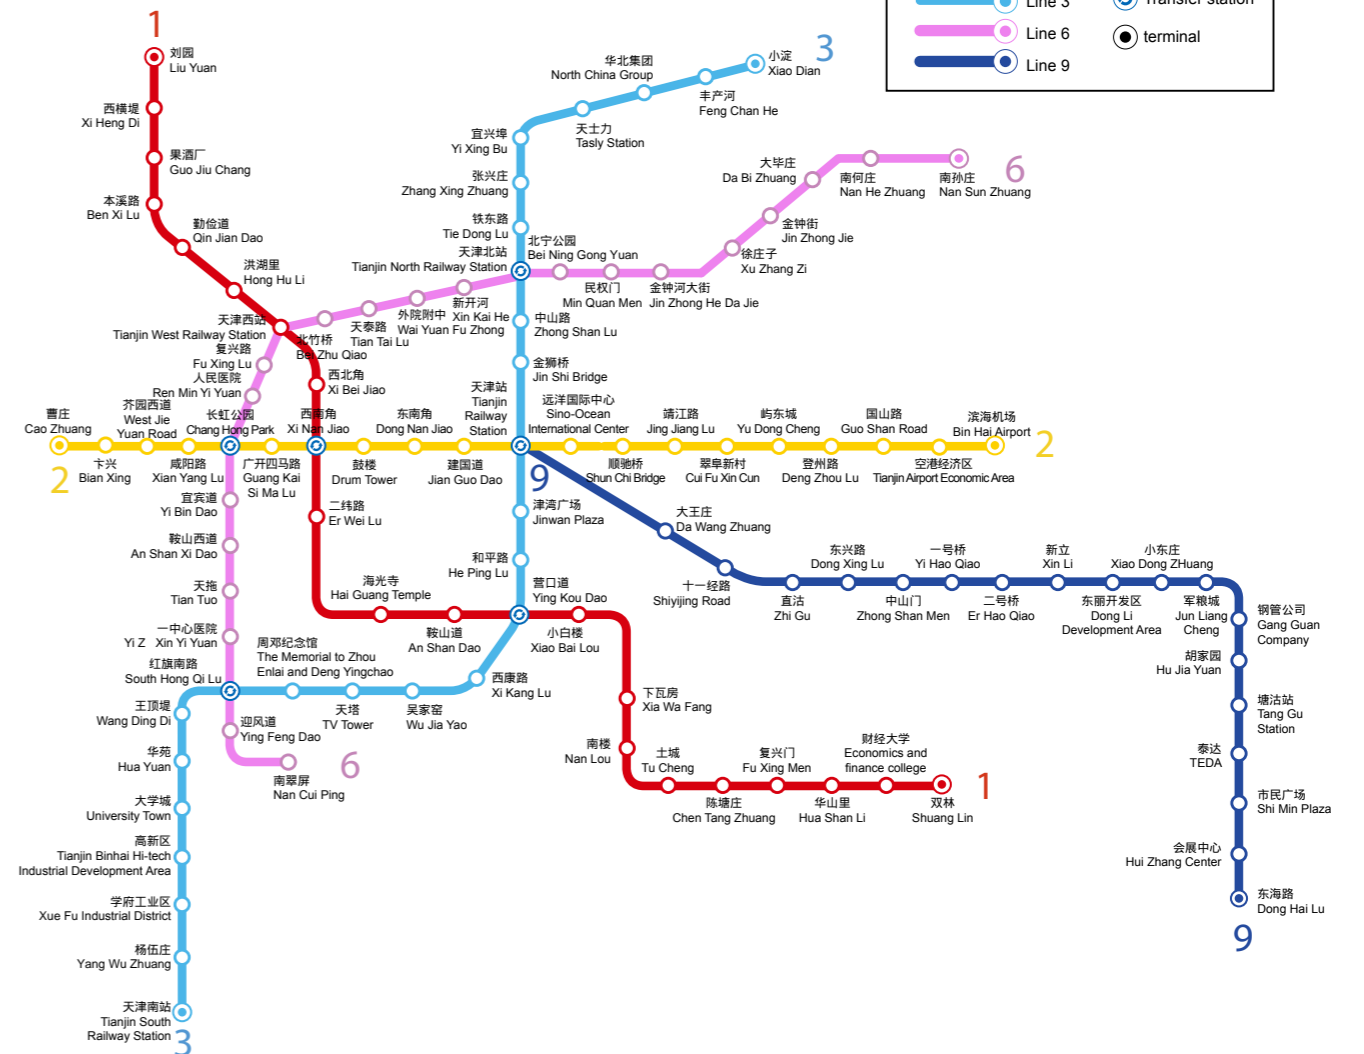 1
刘园
Liu Yuan
西横堤
Xi Heng Di
果酒厂
Guo Jiu Chang
本溪路
Ben Xi Lu
勤俭道
Qin Jian Dao
洪湖里
Hong Hu Li
天津西站
Tianjin West Railway Station
西北角
Xi Bei Jiao
西南角
Xi Nan Jiao
二纬路
Er Wei Lu
海光寺
Hai Guang Temple
鞍山道
An Shan Dao
营口道
Ying Kou Dao
小白楼
Xiao Bai Lou
下瓦房
Xia Wa Fang
南楼
Nan Lou
土城
Tu Cheng
陈塘庄
Chen Tang Zhuang
复兴门
Fu Xing Men
华山里
Hua Shan Li
财经大学
Economics and
finance college
双林
Shuang Lin
1
Line 3
Transfer station
Line 6
terminal
Line 9
3
小淀
Xiao Dian
丰产河
Feng Chan He
华北集团
North China Group
天士力
Tasly Station
宜兴埠
Yi Xing Bu
张兴庄
Zhang Xing Zhuang
铁东路
Tie Dong Lu
天津北站
Tianjin North Railway Station
中山路
Zhong Shan Lu
金狮桥
Jin Shi Bridge
天津站
Tianjin
Railway
Station
津湾广场
Jinwan Plaza
和平路
He Ping Lu
西康路
Xi Kang Lu
吴家窑
Wu Jia Yao
天塔
TV Tower
周邓纪念馆
The Memorial to Zhou
Enlai and Deng Yingchao
红旗南路
South Hong Qi Lu
王顶堤
Wang Ding Di
华苑
Hua Yuan
大学城
University Town
高新区
Tianjin Binhai Hi-tech
Industrial Development Area
学府工业区
Xue Fu Industrial District
杨伍庄
Yang Wu Zhuang
天津南站
Tianjin South
Railway Station
3
6
南孙庄
Nan Sun Zhuang
南何庄
Nan He Zhuang
大毕庄
Da Bi Zhuang
金钟街
Jin Zhong Jie
徐庄子
Xu Zhang Zi
金钟河大街
Jin Zhong He Da Jie
民权门
Min Quan Men
北宁公园
Bei Ning Gong Yuan
新开河
Xin Kai He
外院附中
Wai Yuan Fu Zhong
天泰路
Tian Tai Lu
北竹桥
Bei Zhu Qiao
复兴路
Fu Xing Lu
人民医院
Ren Min Yi Yuan
长虹公园
Chang Hong Park
宜宾道
Yi Bin Dao
鞍山西道
An Shan Xi Dao
天拖
Tian Tuo
一中心医院
Yi Z Xin Yi Yuan
迎风道
Ying Feng Dao
南翠屏
Nan Cui Ping
6
曹庄
Cao Zhuang
2
卞兴
Bian Xing
芥园西道
West Jie
Yuan Road
咸阳路
Xian Yang Lu
广开四马路
Guang Kai
Si Ma Lu
鼓楼
Drum Tower
东南角
Dong Nan Jiao
建国道
Jian Guo Dao
远洋国际中心
Sino-Ocean
International Center
顺驰桥
Shun Chi Bridge
靖江路
Jing Jiang Lu
翠阜新村
Cui Fu Xin Cun
屿东城
Yu Dong Cheng
登州路
Deng Zhou Lu
国山路
Guo Shan Road
空港经济区
Tianjin Airport Economic Area
滨海机场
Bin Hai Airport
2
9
大王庄
Da Wang Zhuang
十一经路
Shiyijing Road
直沽
Zhi Gu
东兴路
Dong Xing Lu
中山门
Zhong Shan Men
一号桥
Yi Hao Qiao
二号桥
Er Hao Qiao
新立
Xin Li
东丽开发区
Dong Li
Development Area
小东庄
Xiao Dong ZHuang
军粮城
Jun Liang
Cheng
钢管公司
Gang Guan
Company
胡家园
Hu Jia Yuan
塘沽站
Tang Gu
Station
泰达
TEDA
市民广场
Shi Min Plaza
会展中心
Hui Zhang Center
东海路
Dong Hai Lu
9